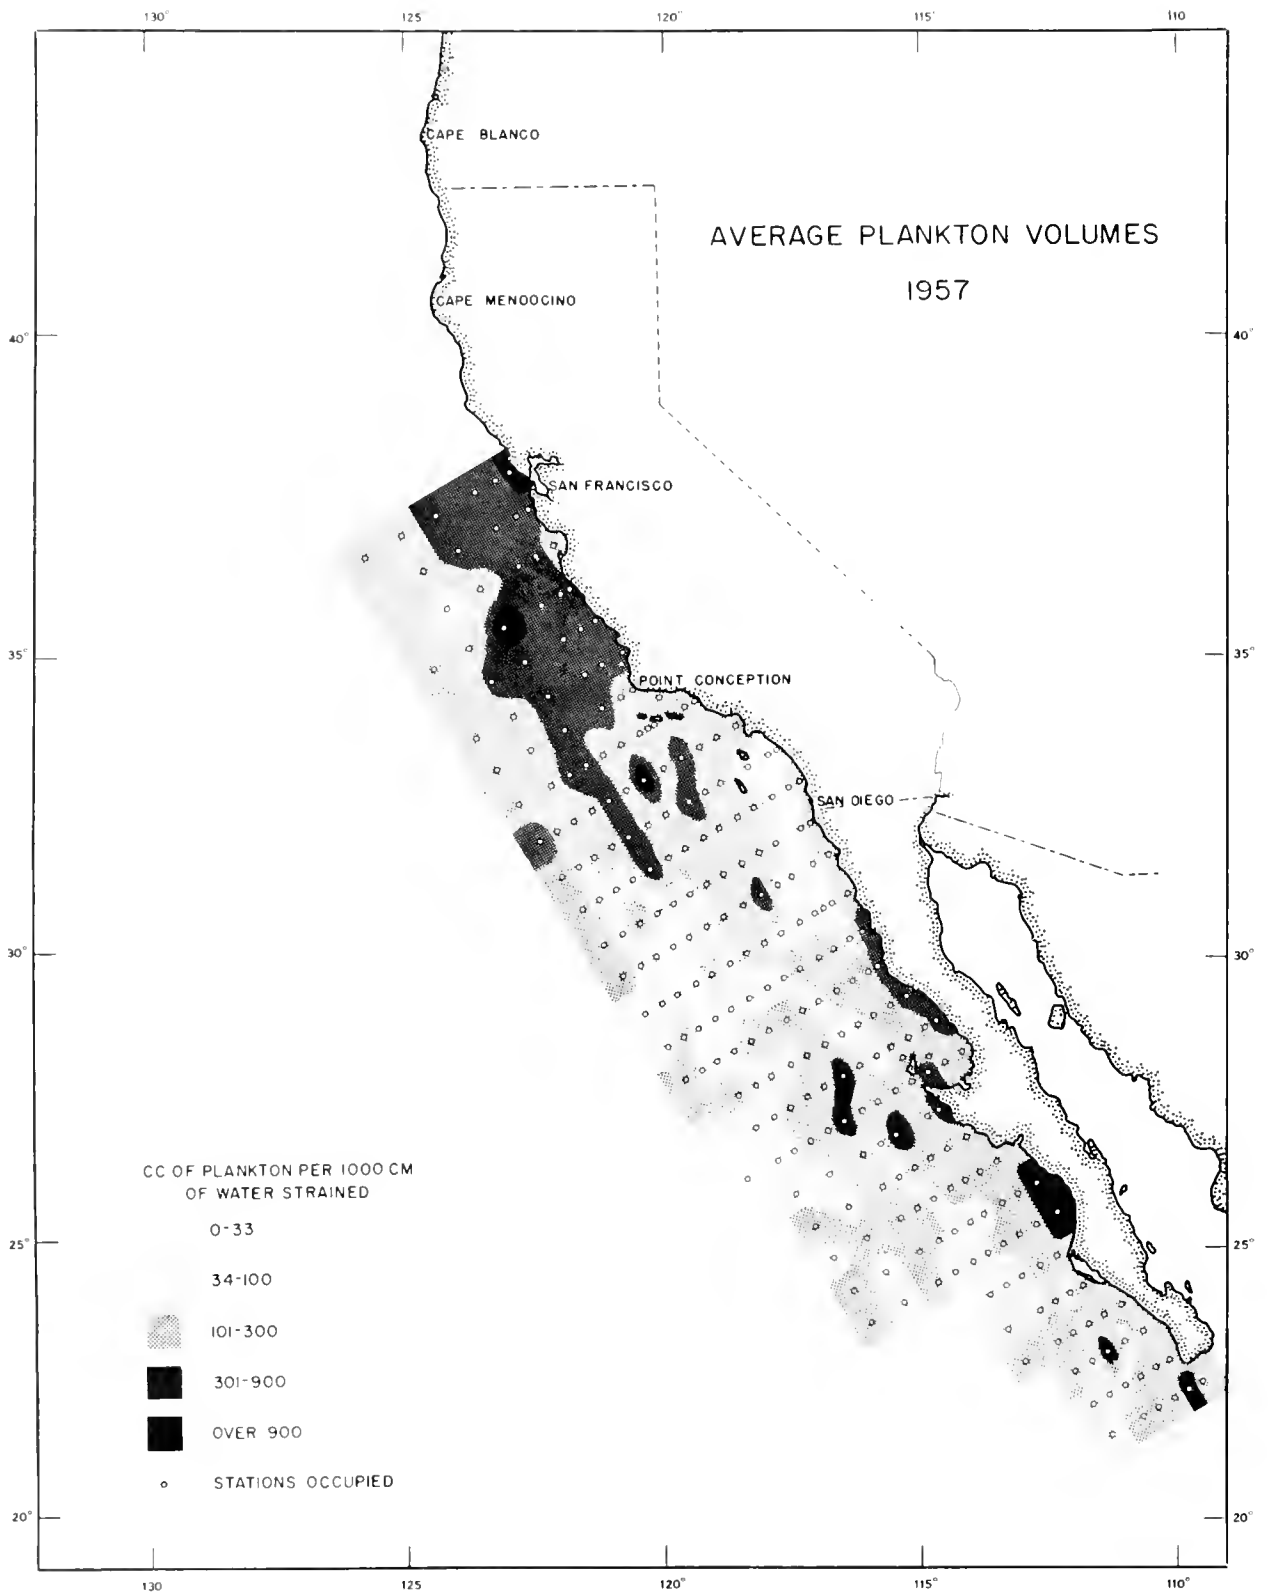 130° 125 120° 115° 110
CAPE BLANCO
AVERAGE PLANKTON VOLUMES
1957
CAPE MENDOCINO
40° 40°
SAN FRANCISCO
35° 35°
POINT CONCEPTION
SAN DIEGO
30° 30°
CC OF PLANKTON PER 1000 CM
OF WATER STRAINED
0-33
25° 25°
34-100
101-300
301-900
OVER 900
STATIONS OCCUPIED
20° 20°
130 125 120° 115° 110°